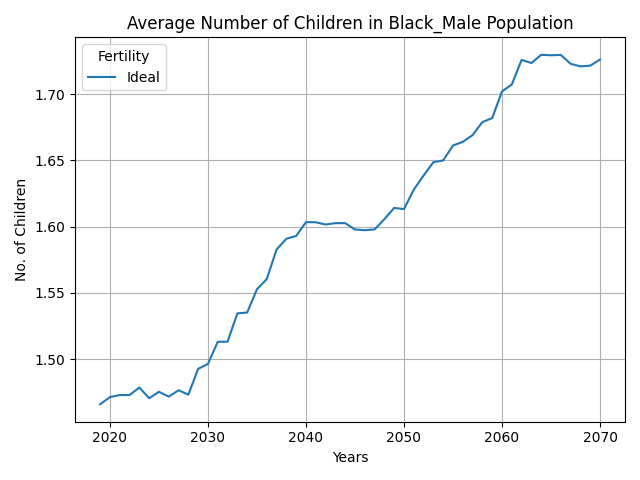 Average Number of Children in Black_Male Population
Fertility
Ideal
1.70
1.65
1.60
1.55
1.50
No. of Children
2020 2030 2040 2050 2060 2070
Years